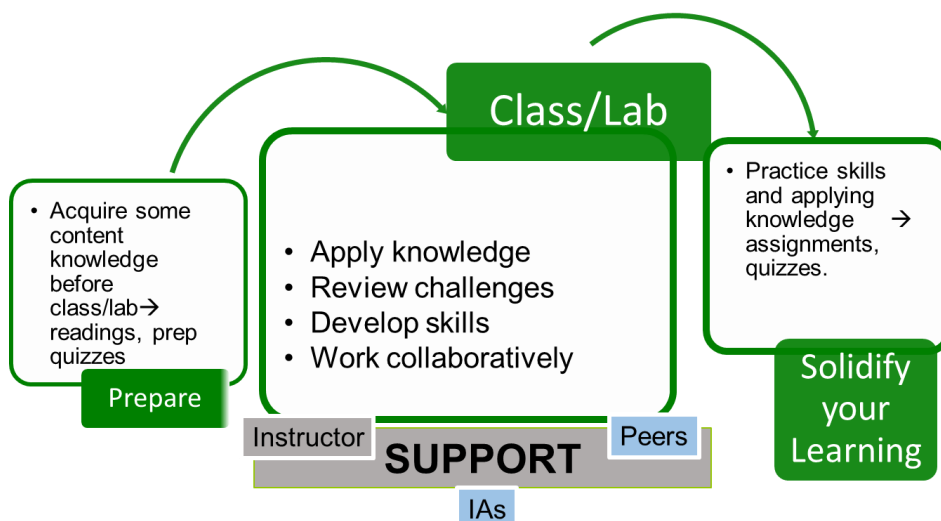 Class/Lab
• Acquire some
content
knowledge
before
class/lab→
readings, prep
quizzes
Prepare
• Apply knowledge
• Review challenges
• Develop skills
• Work collaboratively
• Practice skills
and applying
knowledge →
assignments,
quizzes.
Solidify
your
Learning
Instructor
Peers
SUPPORT
IAs